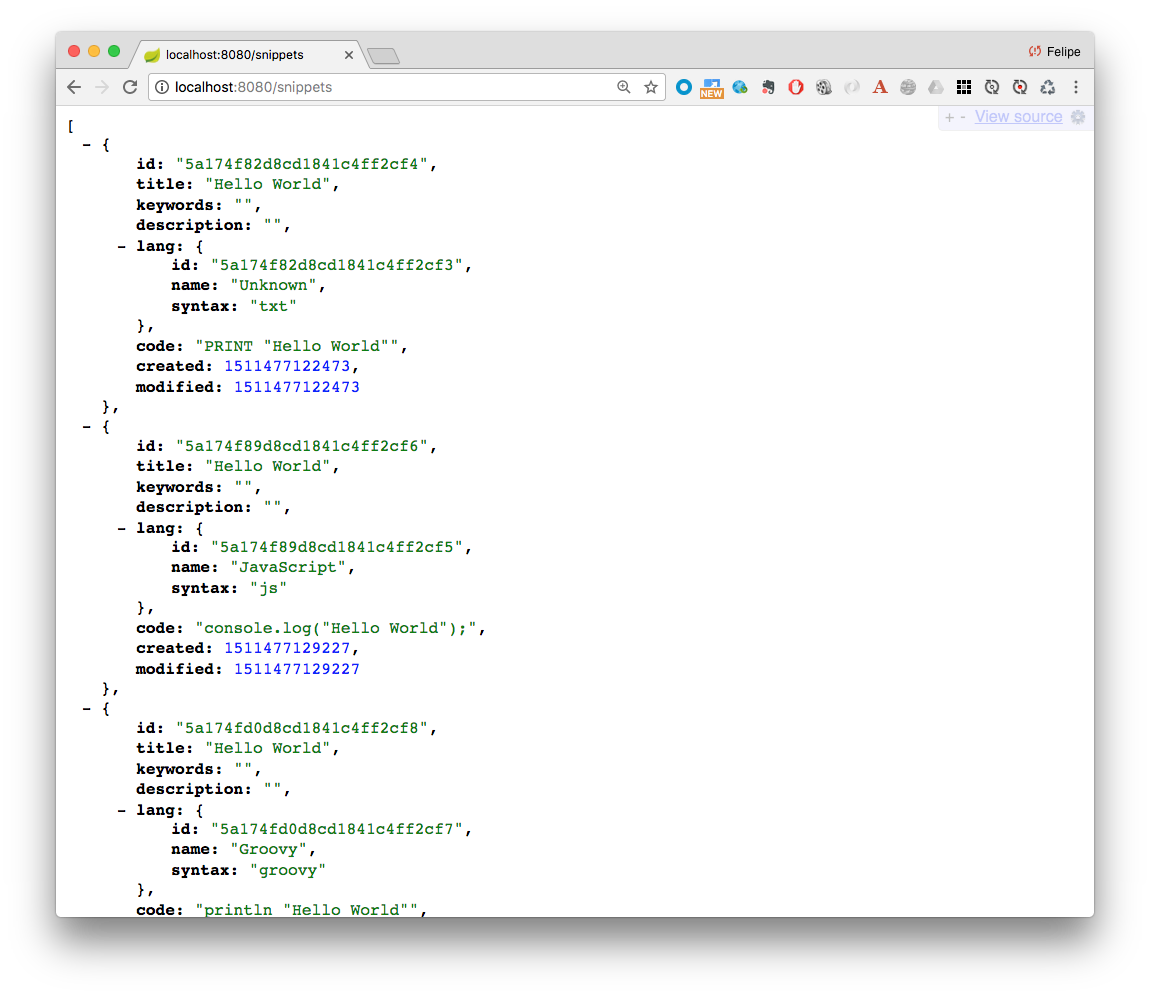 localhost:8080/snippets
Felipe
localhost:8080/snippets
NEW
A
+ - View source
[
- {
id: "5a174f82d8cd1841c4ff2cf4",
title: "Hello World",
keywords: "",
description: "",
- lang: {
id: "5a174f82d8cd1841c4ff2cf3",
name: "Unknown",
syntax: "txt"
},
code: "PRINT "Hello World"",
created: 1511477122473,
modified: 1511477122473
},
- {
id: "5a174f89d8cd1841c4ff2cf6",
title: "Hello World",
keywords: "",
description: "",
- lang: {
id: "5a174f89d8cd1841c4ff2cf5",
name: "JavaScript",
syntax: "js"
},
code: "console.log("Hello World");",
created: 1511477129227,
modified: 1511477129227
},
- {
id: "5a174fd0d8cd1841c4ff2cf8",
title: "Hello World",
keywords: "",
description: "",
- lang: {
id: "5a174fd0d8cd1841c4ff2cf7",
name: "Groovy",
syntax: "groovy"
},
code: "println "Hello World"",